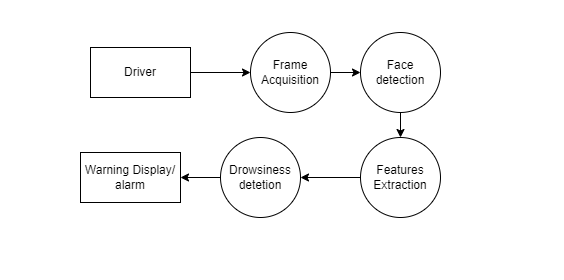 Driver
Frame
Acquisition
Face
detection
Warning Display/
alarm
Drowsiness
detetion
Features
Extraction